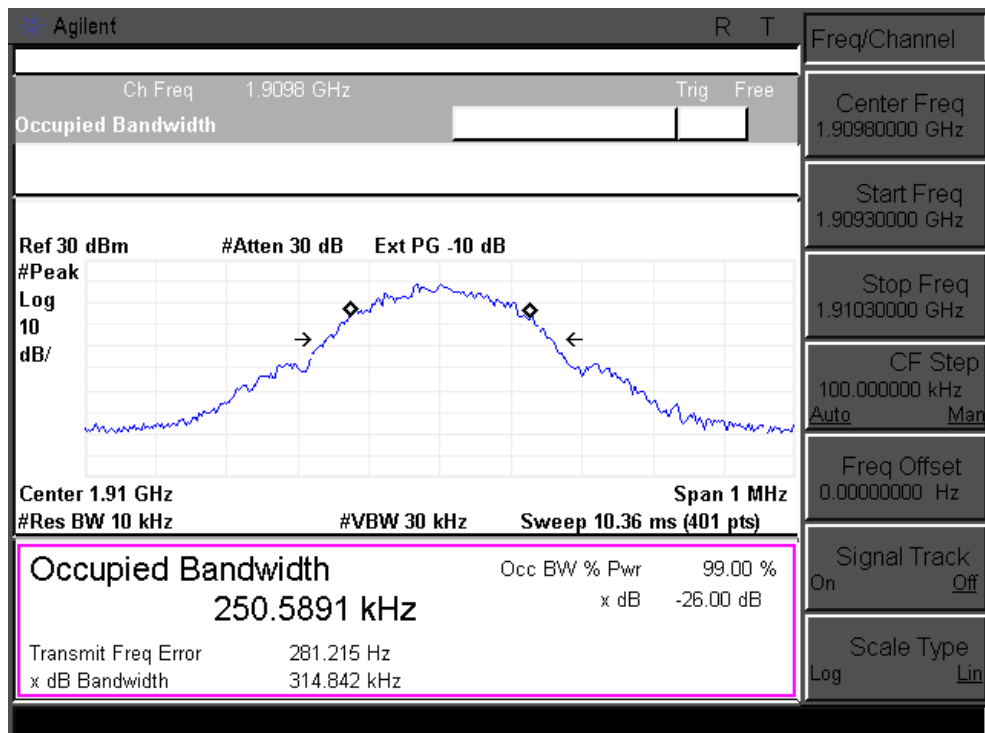 Agilent R T
Ch Freq 1.9098 GHz Trig Free
Occupied Bandwidth
Ref 30 dBm #Atten 30 dB Ext PG -10 dB
#Peak
Log
10
dB/
Center 1.91 GHz Span 1 MHz
#Res BW 10 kHz #VBW 30 kHz Sweep 10.36 ms (401 pts)
Occupied Bandwidth
250.5891 kHz
Occ BW % Pwr 99.00 %
x dB -26.00 dB
Transmit Freq Error 281.215 Hz
x dB Bandwidth 314.842 kHz
Freq/Channel
Center Freq
1.90980000 GHz
Start Freq
1.90930000 GHz
Stop Freq
1.91030000 GHz
CF Step
100.000000 kHz
Auto Man
Freq Offset
0.00000000 Hz
Signal Track
On Off
Scale Type
Log Lin